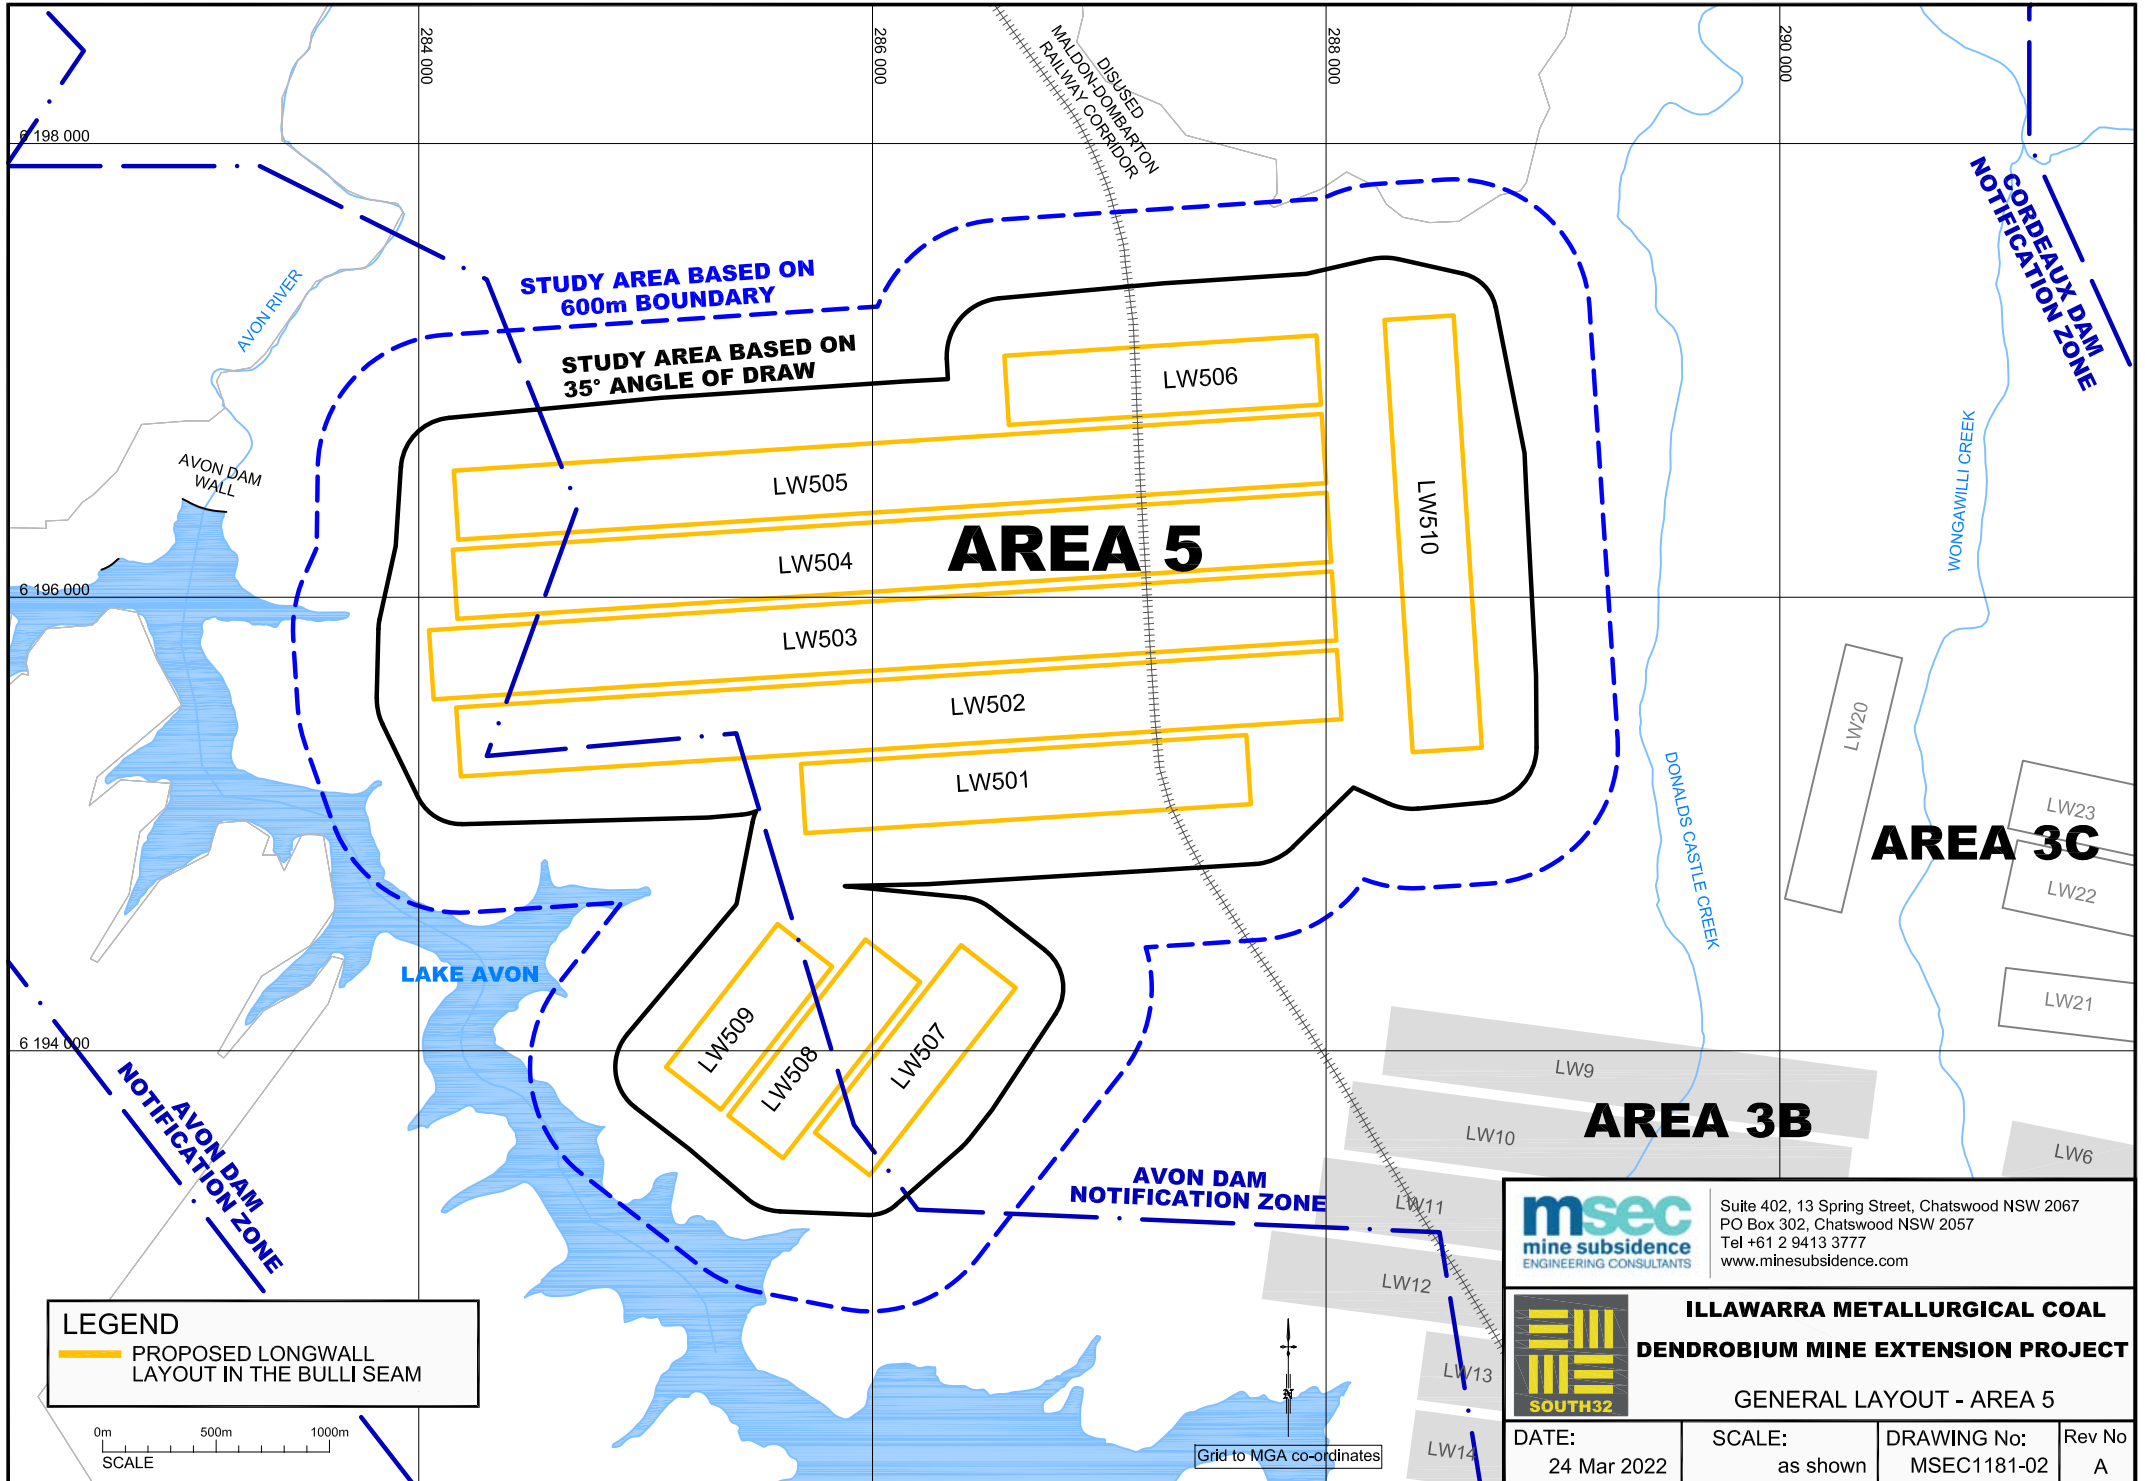 284 000
286 000
288 000
290 000
6 198 000
6 196 000
6 194 000
DISUSED
MALDON-DOMBARTON
RAILWAY CORRIDOR
CORDEAUX DAM
NOTIFICATION ZONE
AVON RIVER
STUDY AREA BASED ON
600m BOUNDARY
STUDY AREA BASED ON
35° ANGLE OF DRAW
AVON DAM
WALL
LW506
LW505
LW504
LW503
LW502
LW501
LW510
AREA 5
WONGAWILLI CREEK
DONALDS CASTLE CREEK
LW20
LW23
AREA 3C
LW22
LW21
LAKE AVON
LW509
LW508
LW507
LW9
AREA 3B
LW10
LW6
LW11
LW12
LW13
LW14
AVON DAM
NOTIFICATION ZONE
AVON DAM
NOTIFICATION ZONE
LEGEND
PROPOSED LONGWALL
LAYOUT IN THE BULLI SEAM
0m 500m 1000m
SCALE
N
Grid to MGA co-ordinates
msec
mine subsidence
ENGINEERING CONSULTANTS
Suite 402, 13 Spring Street, Chatswood NSW 2067
PO Box 302, Chatswood NSW 2057
Tel +61 2 9413 3777
www.minesubsidence.com
SOUTH32
ILLAWARRA METALLURGICAL COAL
DENDROBIUM MINE EXTENSION PROJECT
GENERAL LAYOUT - AREA 5
DATE:
24 Mar 2022
SCALE:
as shown
DRAWING No:
MSEC1181-02
Rev No
A